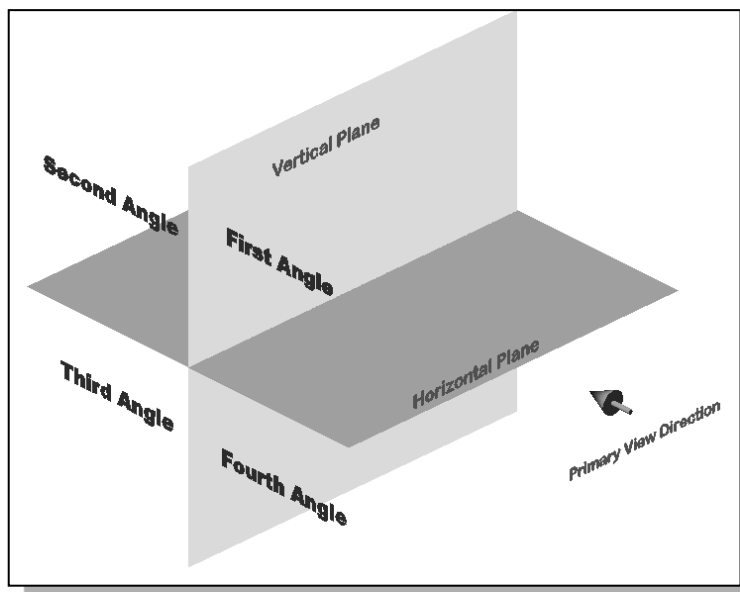 Vertical Plane
Second Angle
First Angle
Horizontal Plane
Third Angle
Primary View Direction
Fourth Angle